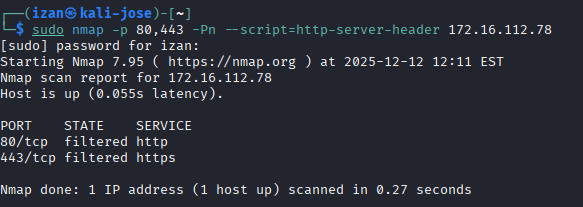 ┌──(izan㉿kali-jose)-[~]
└─$ sudo nmap -p 80,443 -Pn --script=http-server-header 172.16.112.78
[sudo] password for izan:
Starting Nmap 7.95 ( https://nmap.org ) at 2025-12-12 12:11 EST
Nmap scan report for 172.16.112.78
Host is up (0.055s latency).

PORT    STATE    SERVICE
80/tcp  filtered http
443/tcp filtered https

Nmap done: 1 IP address (1 host up) scanned in 0.27 seconds